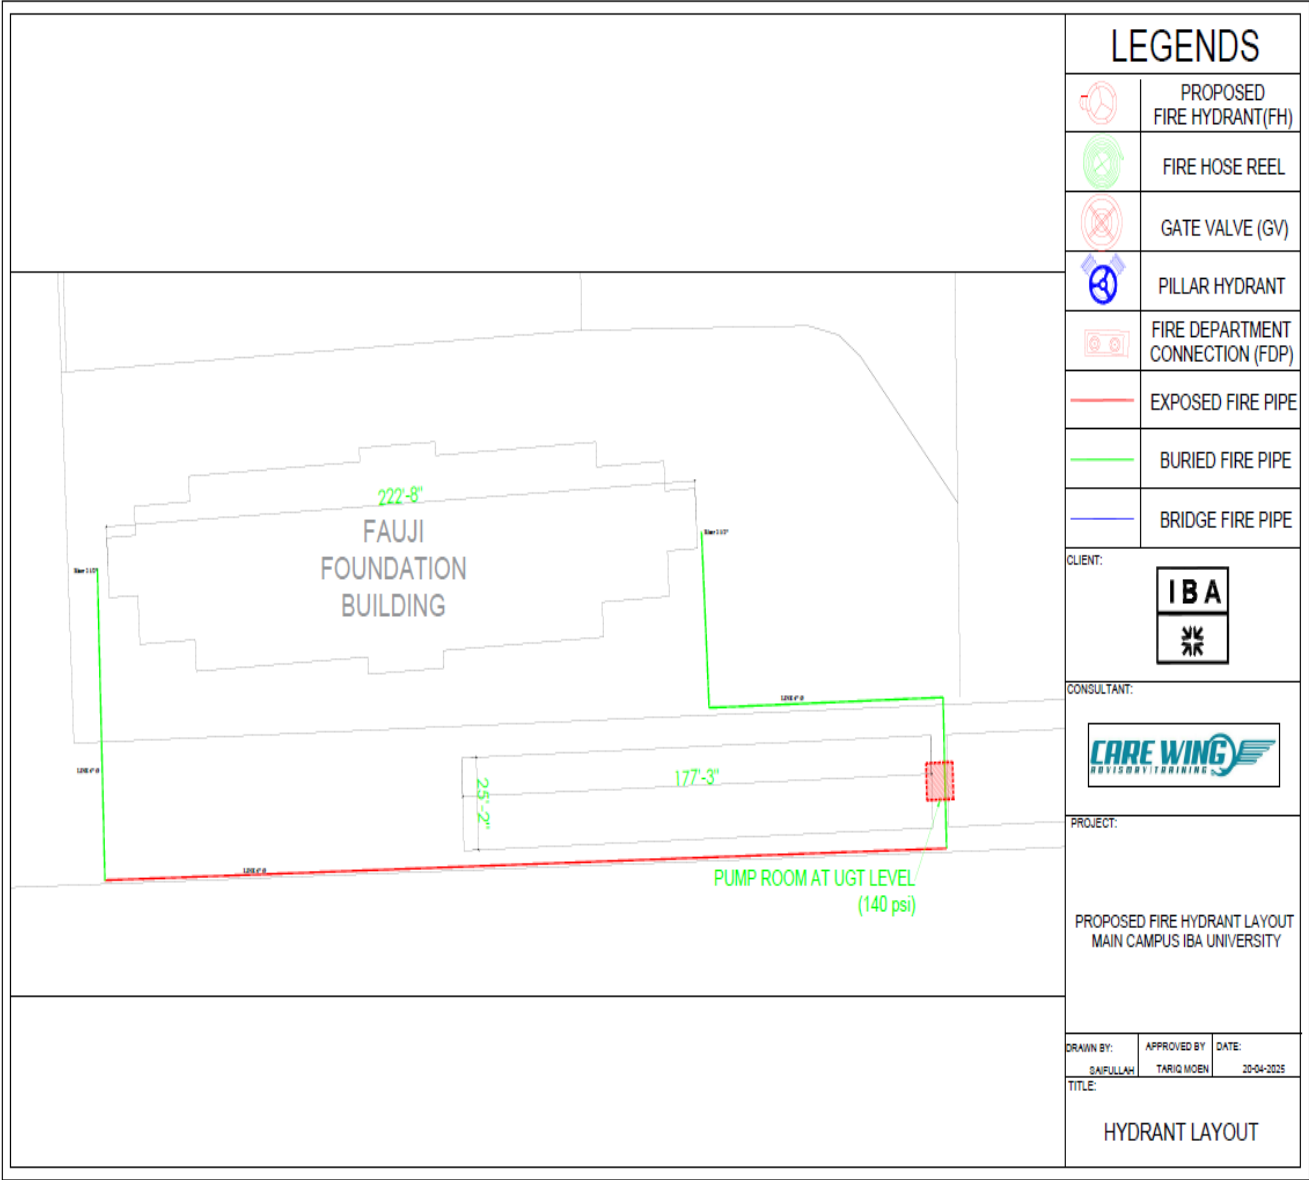 LEGENDS
PROPOSED
FIRE HYDRANT(FH)
FIRE HOSE REEL
GATE VALVE (GV)
PILLAR HYDRANT
FIRE DEPARTMENT
CONNECTION (FDP)
EXPOSED FIRE PIPE
BURIED FIRE PIPE
BRIDGE FIRE PIPE
CLIENT:
IBA
CONSULTANT:
CARE WING
ADVISORY|TRAINING
PROJECT:
PROPOSED FIRE HYDRANT LAYOUT
MAIN CAMPUS IBA UNIVERSITY
DRAWN BY:
SAIFULLAH
APPROVED BY
TARIQ MOEN
DATE:
20-04-2025
TITLE:
HYDRANT LAYOUT
222'-8"
FAUJI
FOUNDATION
BUILDING
177'-3"
25'-2"
PUMP ROOM AT UGT LEVEL
(140 psi)